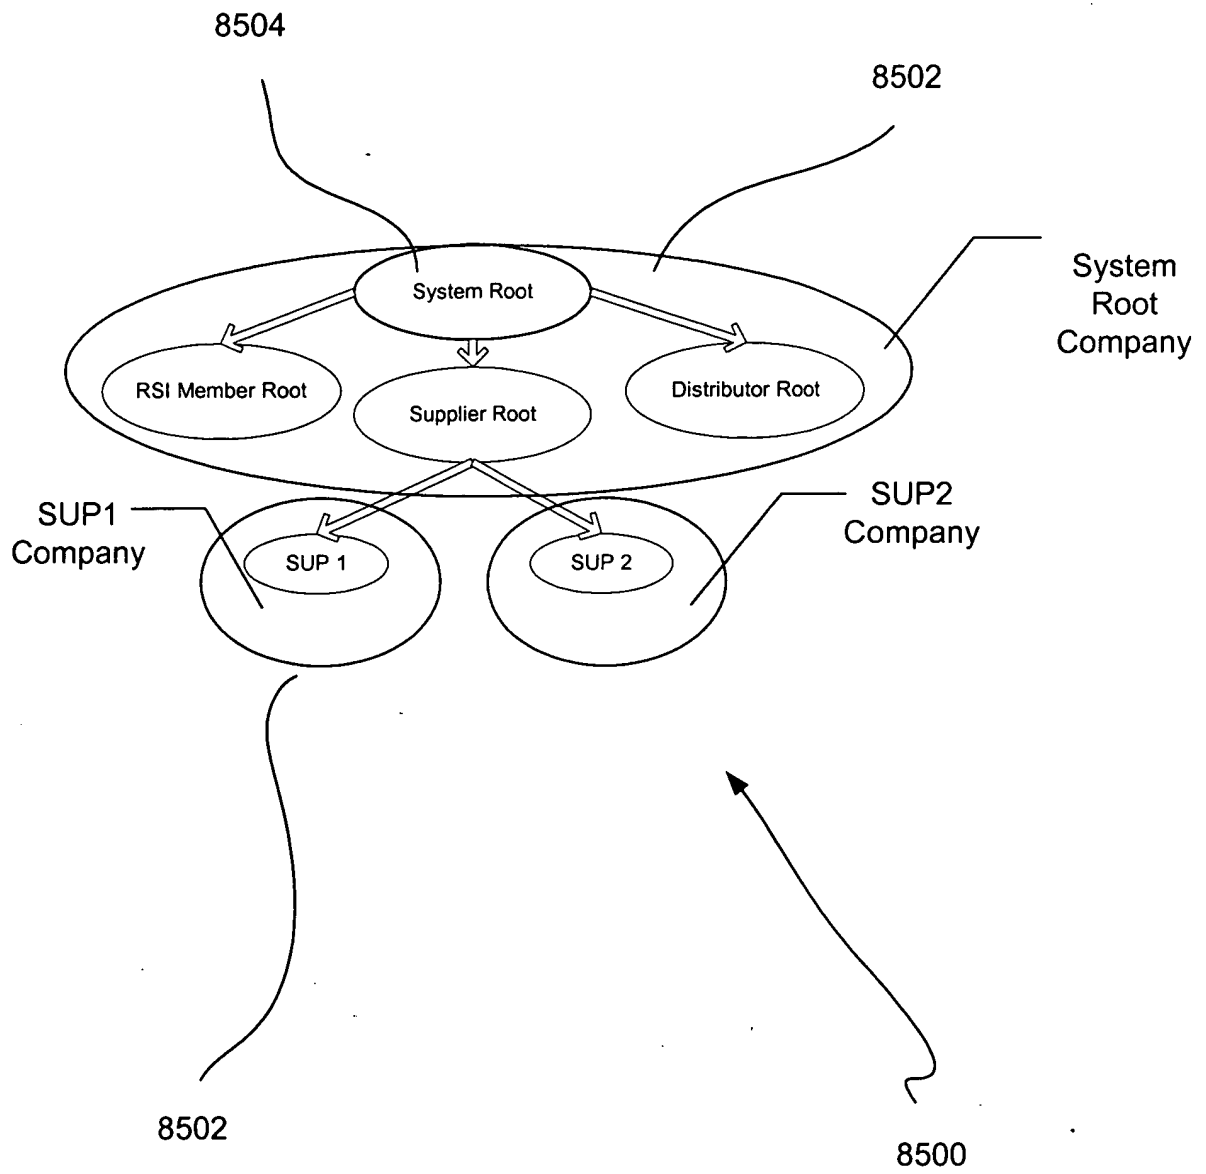 8504
8502
System
Root
Company
System Root
RSI Member Root
Supplier Root
Distributor Root
SUP1
Company
SUP2
Company
SUP 1
SUP 2
8502
8500